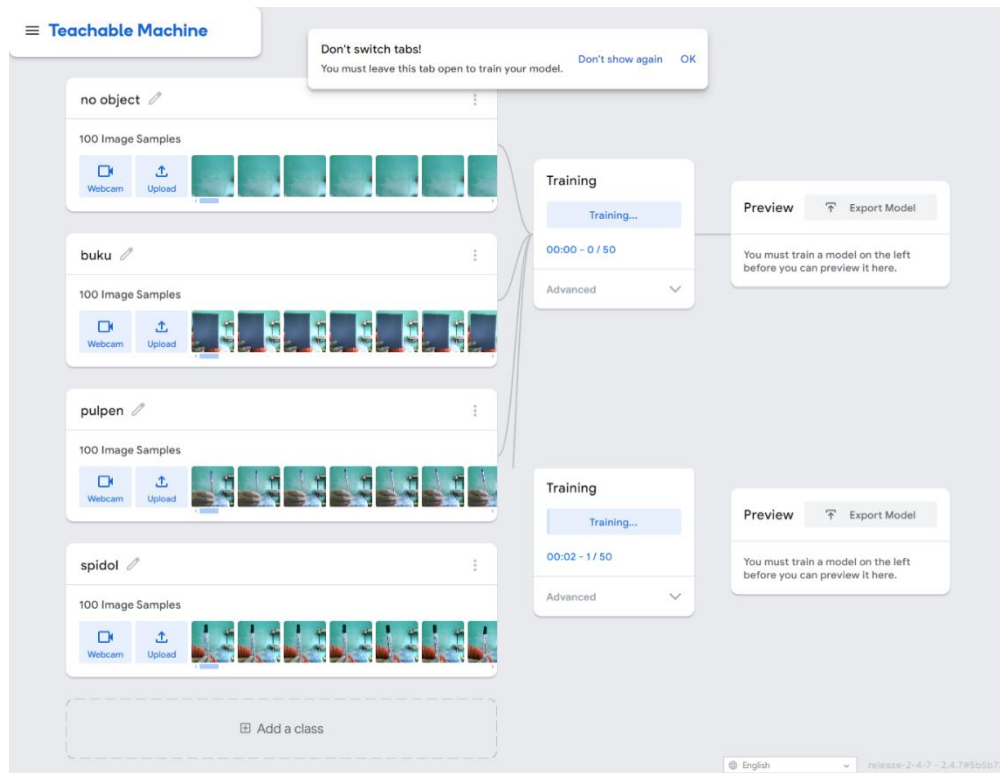 Teachable Machine
Don't switch tabs!
You must leave this tab open to train your model.
Don't show again
OK
no object
100 Image Samples
Webcam
Upload
buku
100 Image Samples
Webcam
Upload
pulpen
100 Image Samples
Webcam
Upload
spidol
100 Image Samples
Webcam
Upload
Add a class
Training
Training...
00:00 - 0 / 50
Advanced
Preview
Export Model
You must train a model on the left
before you can preview it here.
Training
Training...
00:02 - 1 / 50
Advanced
Preview
Export Model
You must train a model on the left
before you can preview it here.
English
release-2-4-7 -